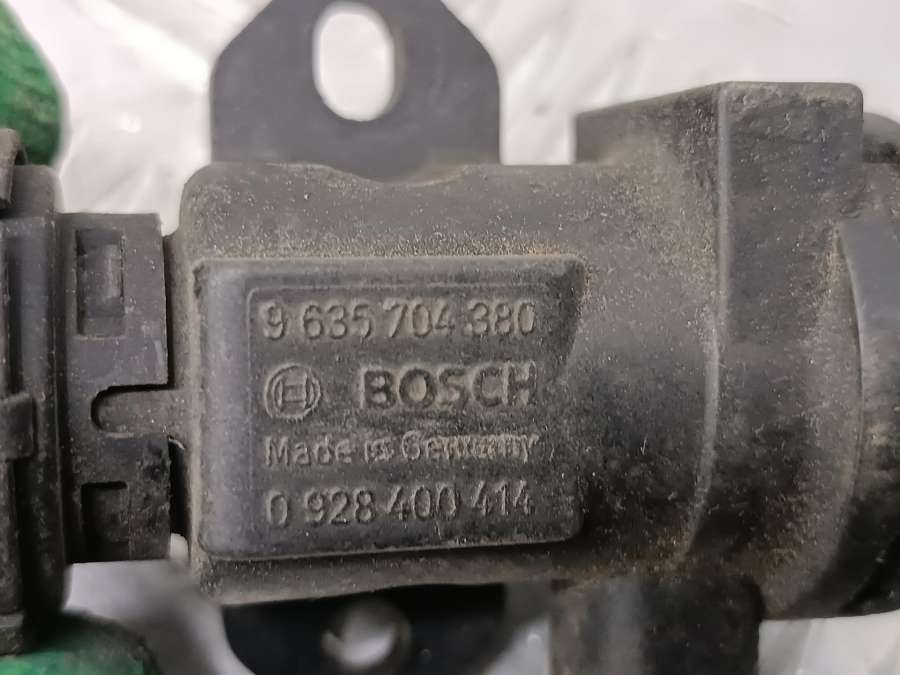 9 635 704 380
BOSCH
Made in Germany
0 928 400 414